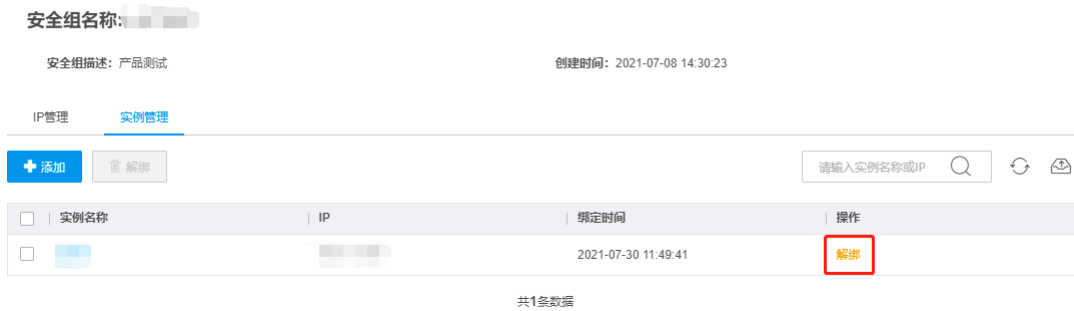 安全组名称:
安全组描述：产品测试 创建时间：2021-07-08 14:30:23
IP管理 实例管理
添加 解绑 请输入实例名称或IP
实例名称 IP 绑定时间 操作
2021-07-30 11:49:41 解绑
共1条数据